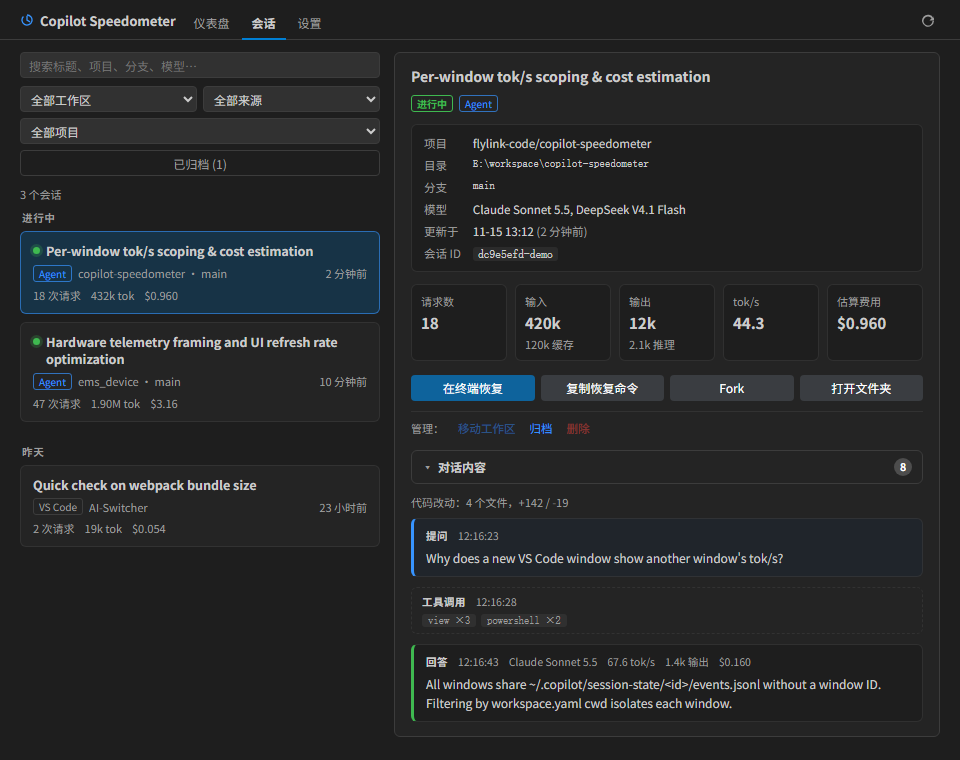 Copilot Speedometer 仪表盘 会话 设置
搜索标题、项目、分支、模型…
全部工作区 全部来源
全部项目
已归档 (1)
3 个会话
进行中
Per-window tok/s scoping & cost estimation
Agent copilot-speedometer • main 2 分钟前
18 次请求 432k tok $0.960
Hardware telemetry framing and UI refresh rate
optimization
Agent ems_device • main 10 分钟前
47 次请求 1.90M tok $3.16
昨天
Quick check on webpack bundle size
VS Code AI-Switcher 23 小时前
2 次请求 19k tok $0.054
Per-window tok/s scoping & cost estimation
进行中 Agent
项目 flylink-code/copilot-speedometer
目录 E:\workspace\copilot-speedometer
分支 main
模型 Claude Sonnet 5.5, DeepSeek V4.1 Flash
更新于 11-15 13:12 (2 分钟前)
会话 ID dc9e5efd-demo
请求数 输入 输出 tok/s 估算费用
18 420k 12k 44.3 $0.960
120k 缓存 2.1k 推理
在终端恢复 复制恢复命令 Fork 打开文件夹
管理： 移动工作区 归档 删除
对话内容 8
代码改动：4 个文件，+142 / -19
提问 12:16:23
Why does a new VS Code window show another window's tok/s?
工具调用 12:16:28
view ×3 powershell ×2
回答 12:16:43 Claude Sonnet 5.5 67.6 tok/s 1.4k 输出 $0.160
All windows share ~/.copilot/session-state/<id>/events.jsonl without a window ID.
Filtering by workspace.yaml cwd isolates each window.